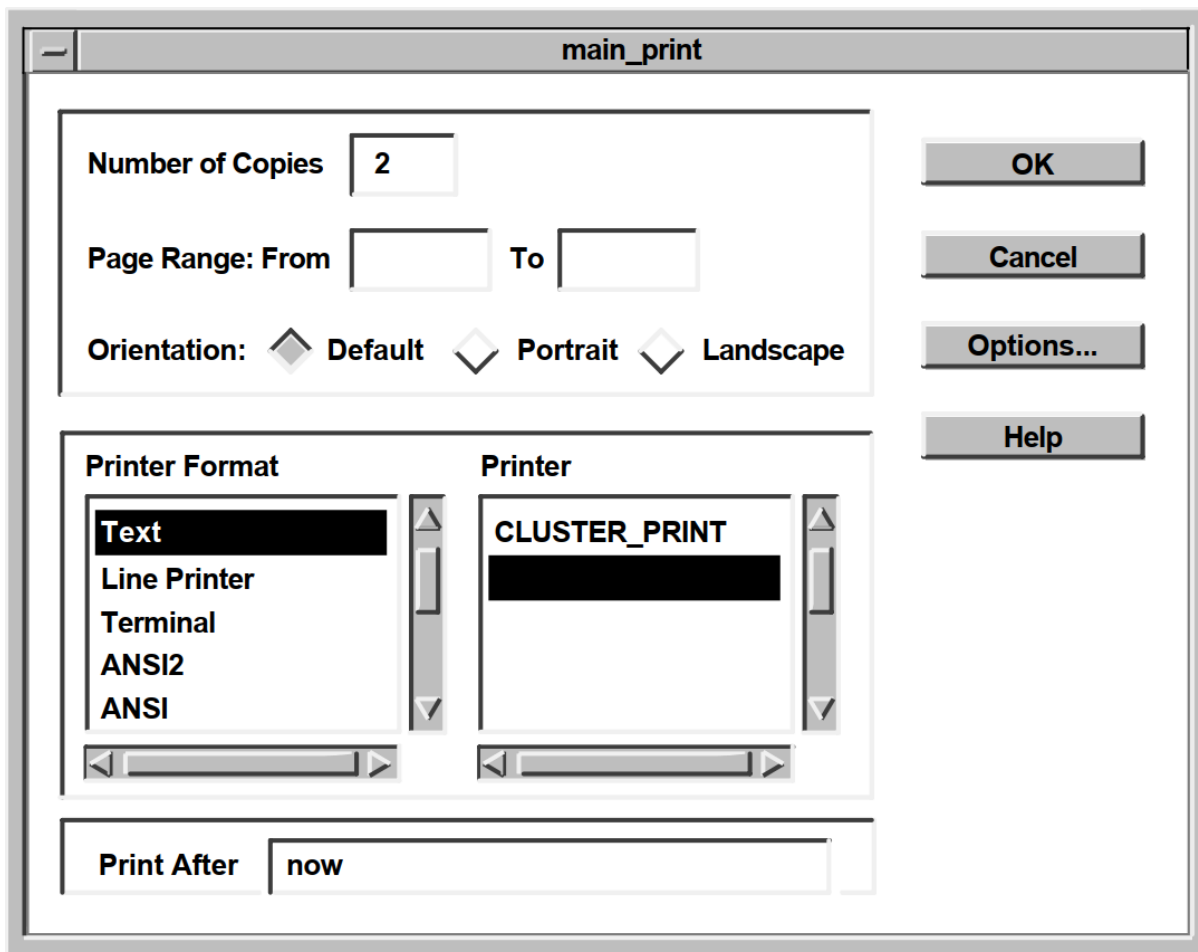 main_print
Number of Copies 2
OK
Page Range: From To
Cancel
Orientation: Default Portrait Landscape
Options...
Help
Printer Format
Printer
Text
CLUSTER_PRINT
Line Printer
Terminal
ANSI2
ANSI
Print After now